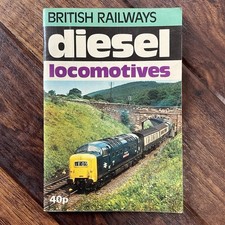 BRITISH RAILWAYS
diesel
locomotives
40p